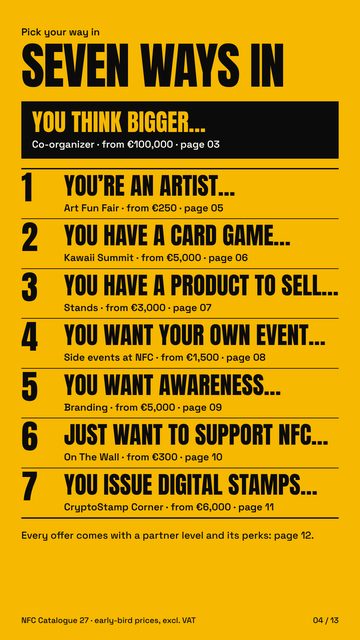 Pick your way in
SEVEN WAYS IN
YOU THINK BIGGER...
Co-organizer · from €100,000 · page 03
1 YOU’RE AN ARTIST...
Art Fun Fair · from €250 · page 05
2 YOU HAVE A CARD GAME...
Kawaii Summit · from €5,000 · page 06
3 YOU HAVE A PRODUCT TO SELL...
Stands · from €3,000 · page 07
4 YOU WANT YOUR OWN EVENT...
Side events at NFC · from €1,500 · page 08
5 YOU WANT AWARENESS...
Branding · from €5,000 · page 09
6 JUST WANT TO SUPPORT NFC...
On The Wall · from €300 · page 10
7 YOU ISSUE DIGITAL STAMPS...
CryptoStamp Corner · from €6,000 · page 11
Every offer comes with a partner level and its perks: page 12.
NFC Catalogue 27 · early-bird prices, excl. VAT 04 / 13